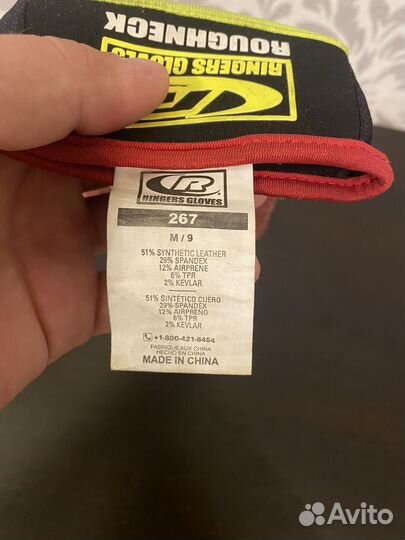 ROUGHNECK
RINGERS GLOVES
R
RINGERS GLOVES
267
M / 9
51% SYNTHETIC LEATHER
29% SPANDEX
12% AIRPRENE
6% TPR
2% KEVLAR
51% SINTÉTICO CUERO
29% SPANDEX
12% AIRPRENO
6% TPR
2% KEVLAR
+1-800-421-8454
FABRIQUE AUX CHINA
HECHO EN CHINA
MADE IN CHINA
Avito